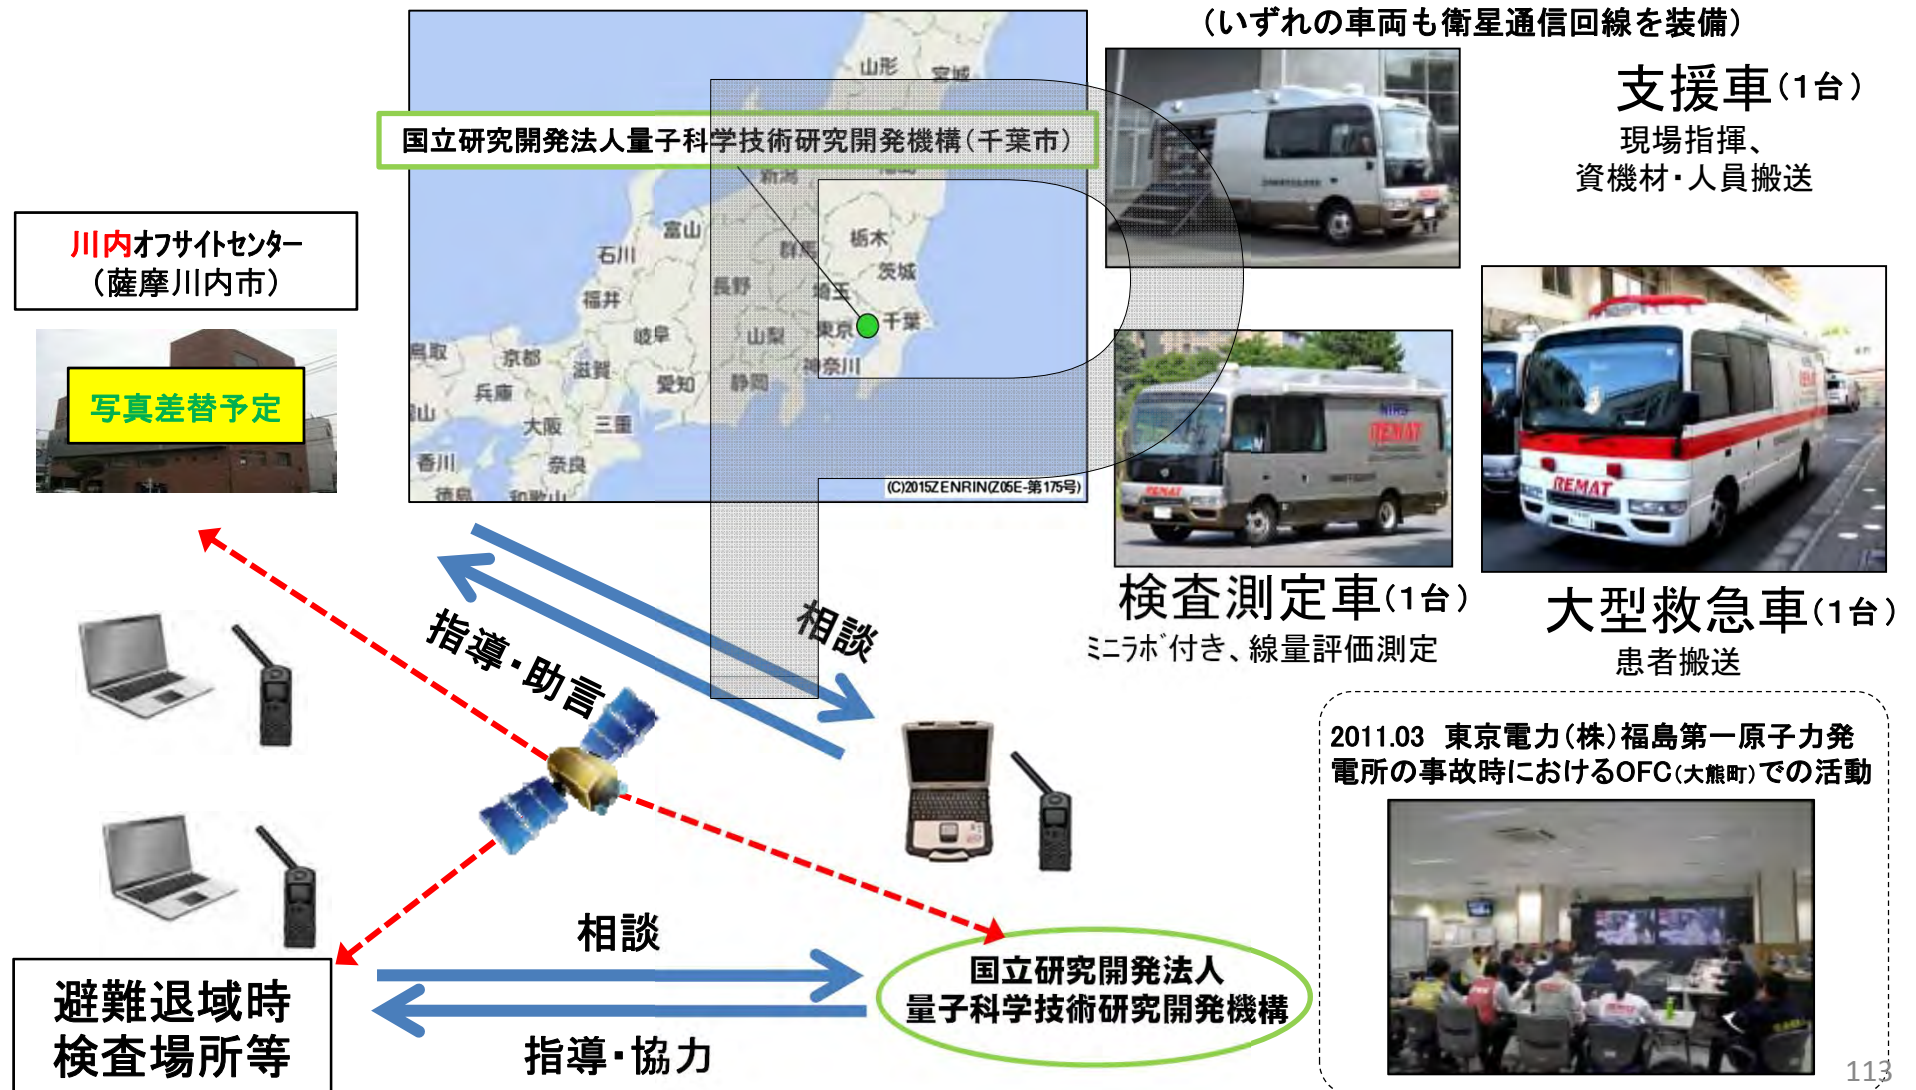 (いずれの車両も衛星通信回線を装備)
支援車(1台)
現場指揮、
資機材・人員搬送
国立研究開発法人量子科学技術研究開発機構(千葉市)
川内オフサイトセンター
(薩摩川内市)
写真差替予定
山形
宮城
新潟
富山
石川
群馬
栃木
茨城
長野
埼玉
福井
岐阜
山梨
東京
千葉
鳥取
京都
滋賀
神奈川
兵庫
愛知
静岡
大阪
三重
香川
奈良
徳島
和歌山
(C)2015ZENRIN(Z05E-第175号)
P
NIRS
REMAT
REMAT
REMAT
REMAT
検査測定車(1台)
ミニラボ付き、線量評価測定
大型救急車(1台)
患者搬送
相談
指導・助言
2011.03 東京電力(株)福島第一原子力発
電所の事故時におけるOFC(大熊町)での活動
相談
指導・協力
避難退域時
検査場所等
国立研究開発法人
量子科学技術研究開発機構
113